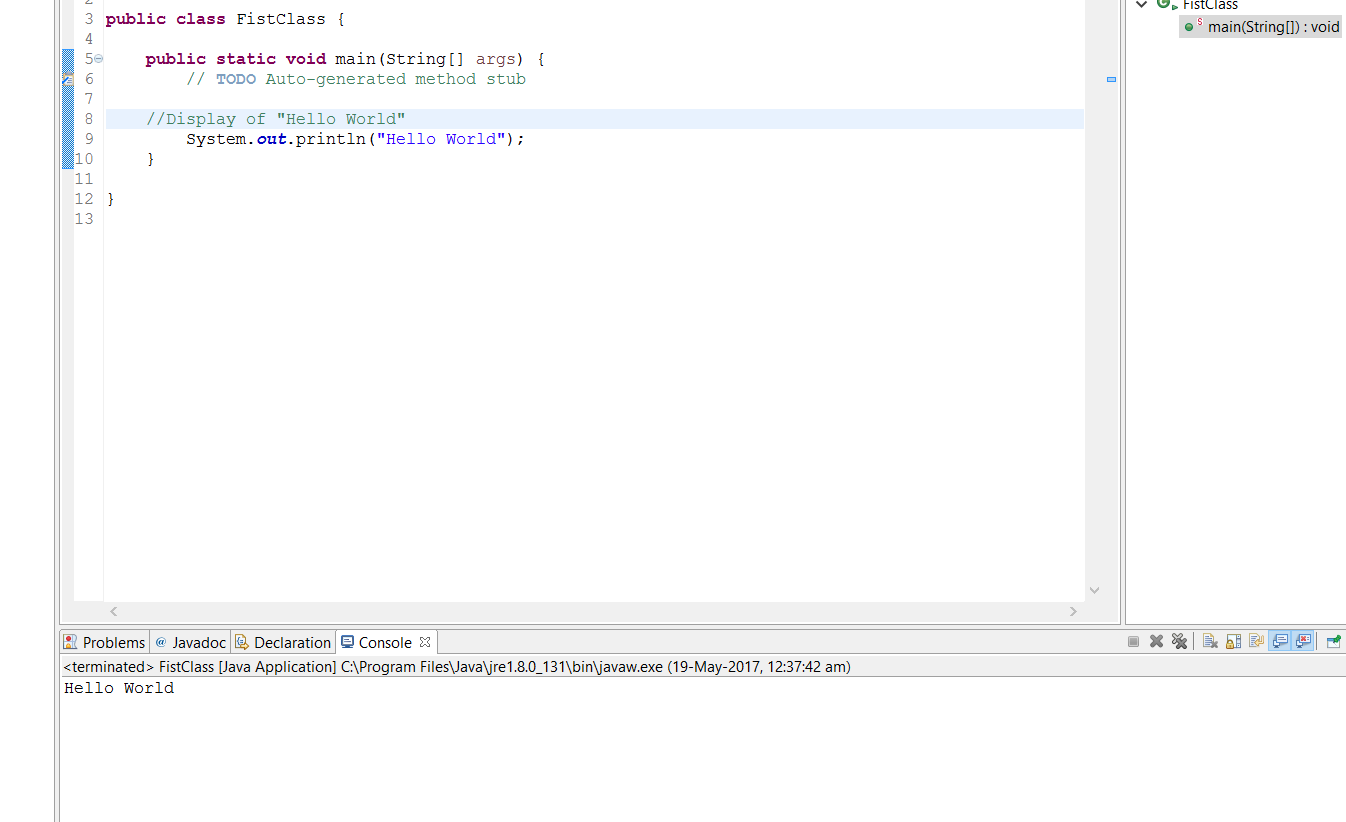 2
3 public class FistClass {
4
5 public static void main(String[] args) {
6 // TODO Auto-generated method stub
7
8 //Display of "Hello World"
9 System.out.println("Hello World");
10 }
11
12 }
13
FistClass
main(String[]) : void
Problems @ Javadoc Declaration Console
<terminated> FistClass [Java Application] C:\Program Files\Java\jre1.8.0_131\bin\javaw.exe (19-May-2017, 12:37:42 am)
Hello World